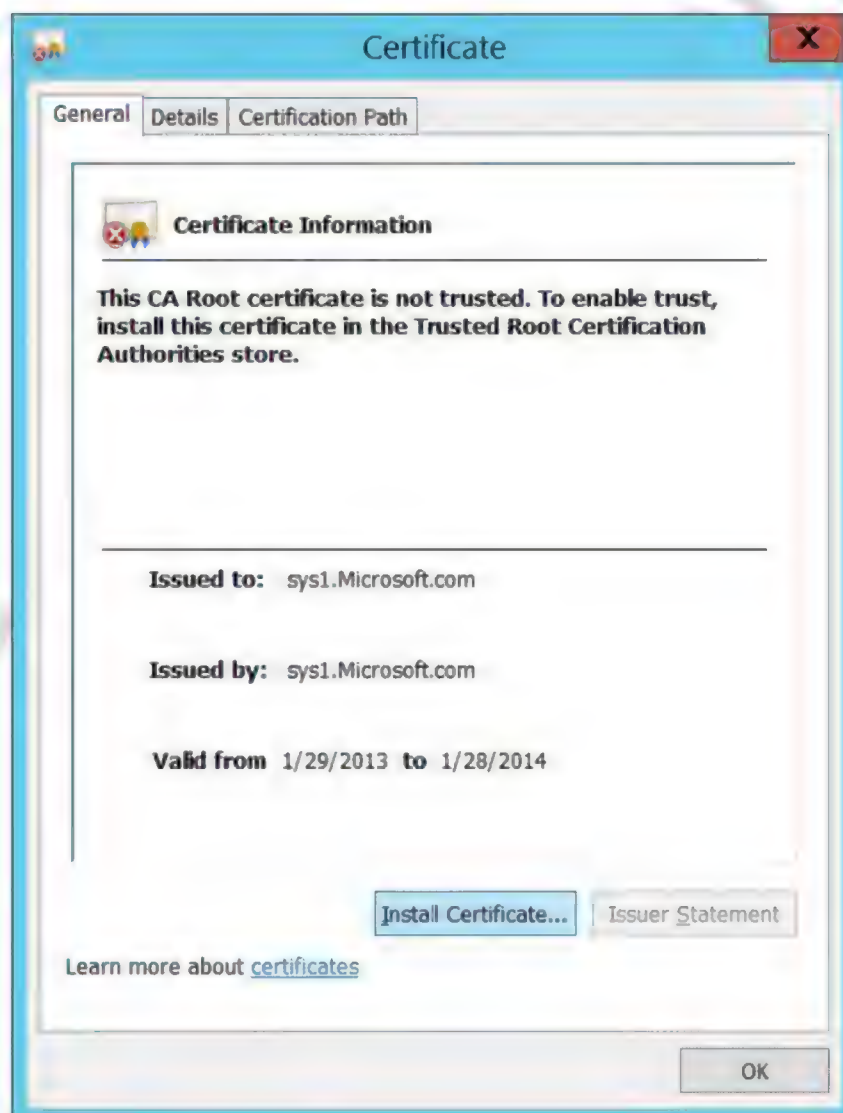 Certificate
X
General Details Certification Path
Certificate Information
This CA Root certificate is not trusted. To enable trust,
install this certificate in the Trusted Root Certification
Authorities store.
Issued to: sys1.Microsoft.com
Issued by: sys1.Microsoft.com
Valid from 1/29/2013 to 1/28/2014
Install Certificate... Issuer Statement
Learn more about certificates
OK